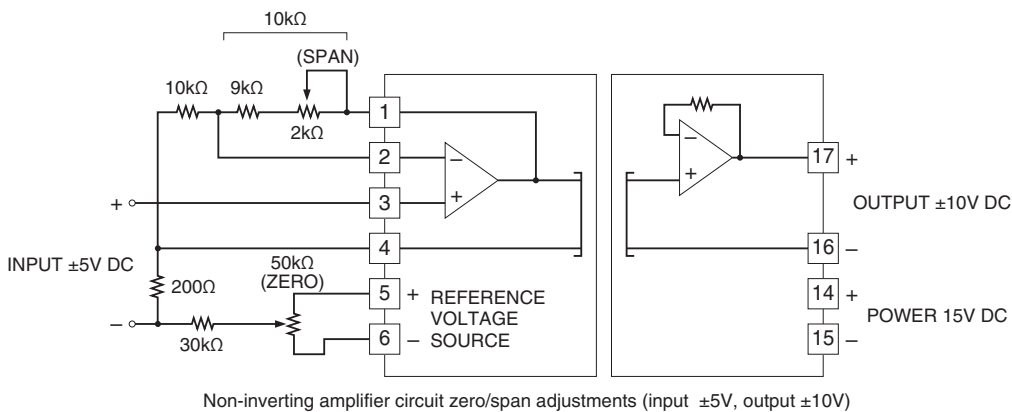 10kΩ
(SPAN)
10kΩ
9kΩ
2kΩ
1
2
−
+
3
+
4
INPUT ±5V DC
200Ω
50kΩ
(ZERO)
−
30kΩ
5
+
REFERENCE
VOLTAGE
SOURCE
6
−
−
+
17
+
OUTPUT ±10V DC
16
−
14
+
POWER 15V DC
15
−
Non-inverting amplifier circuit zero/span adjustments (input ±5V, output ±10V)